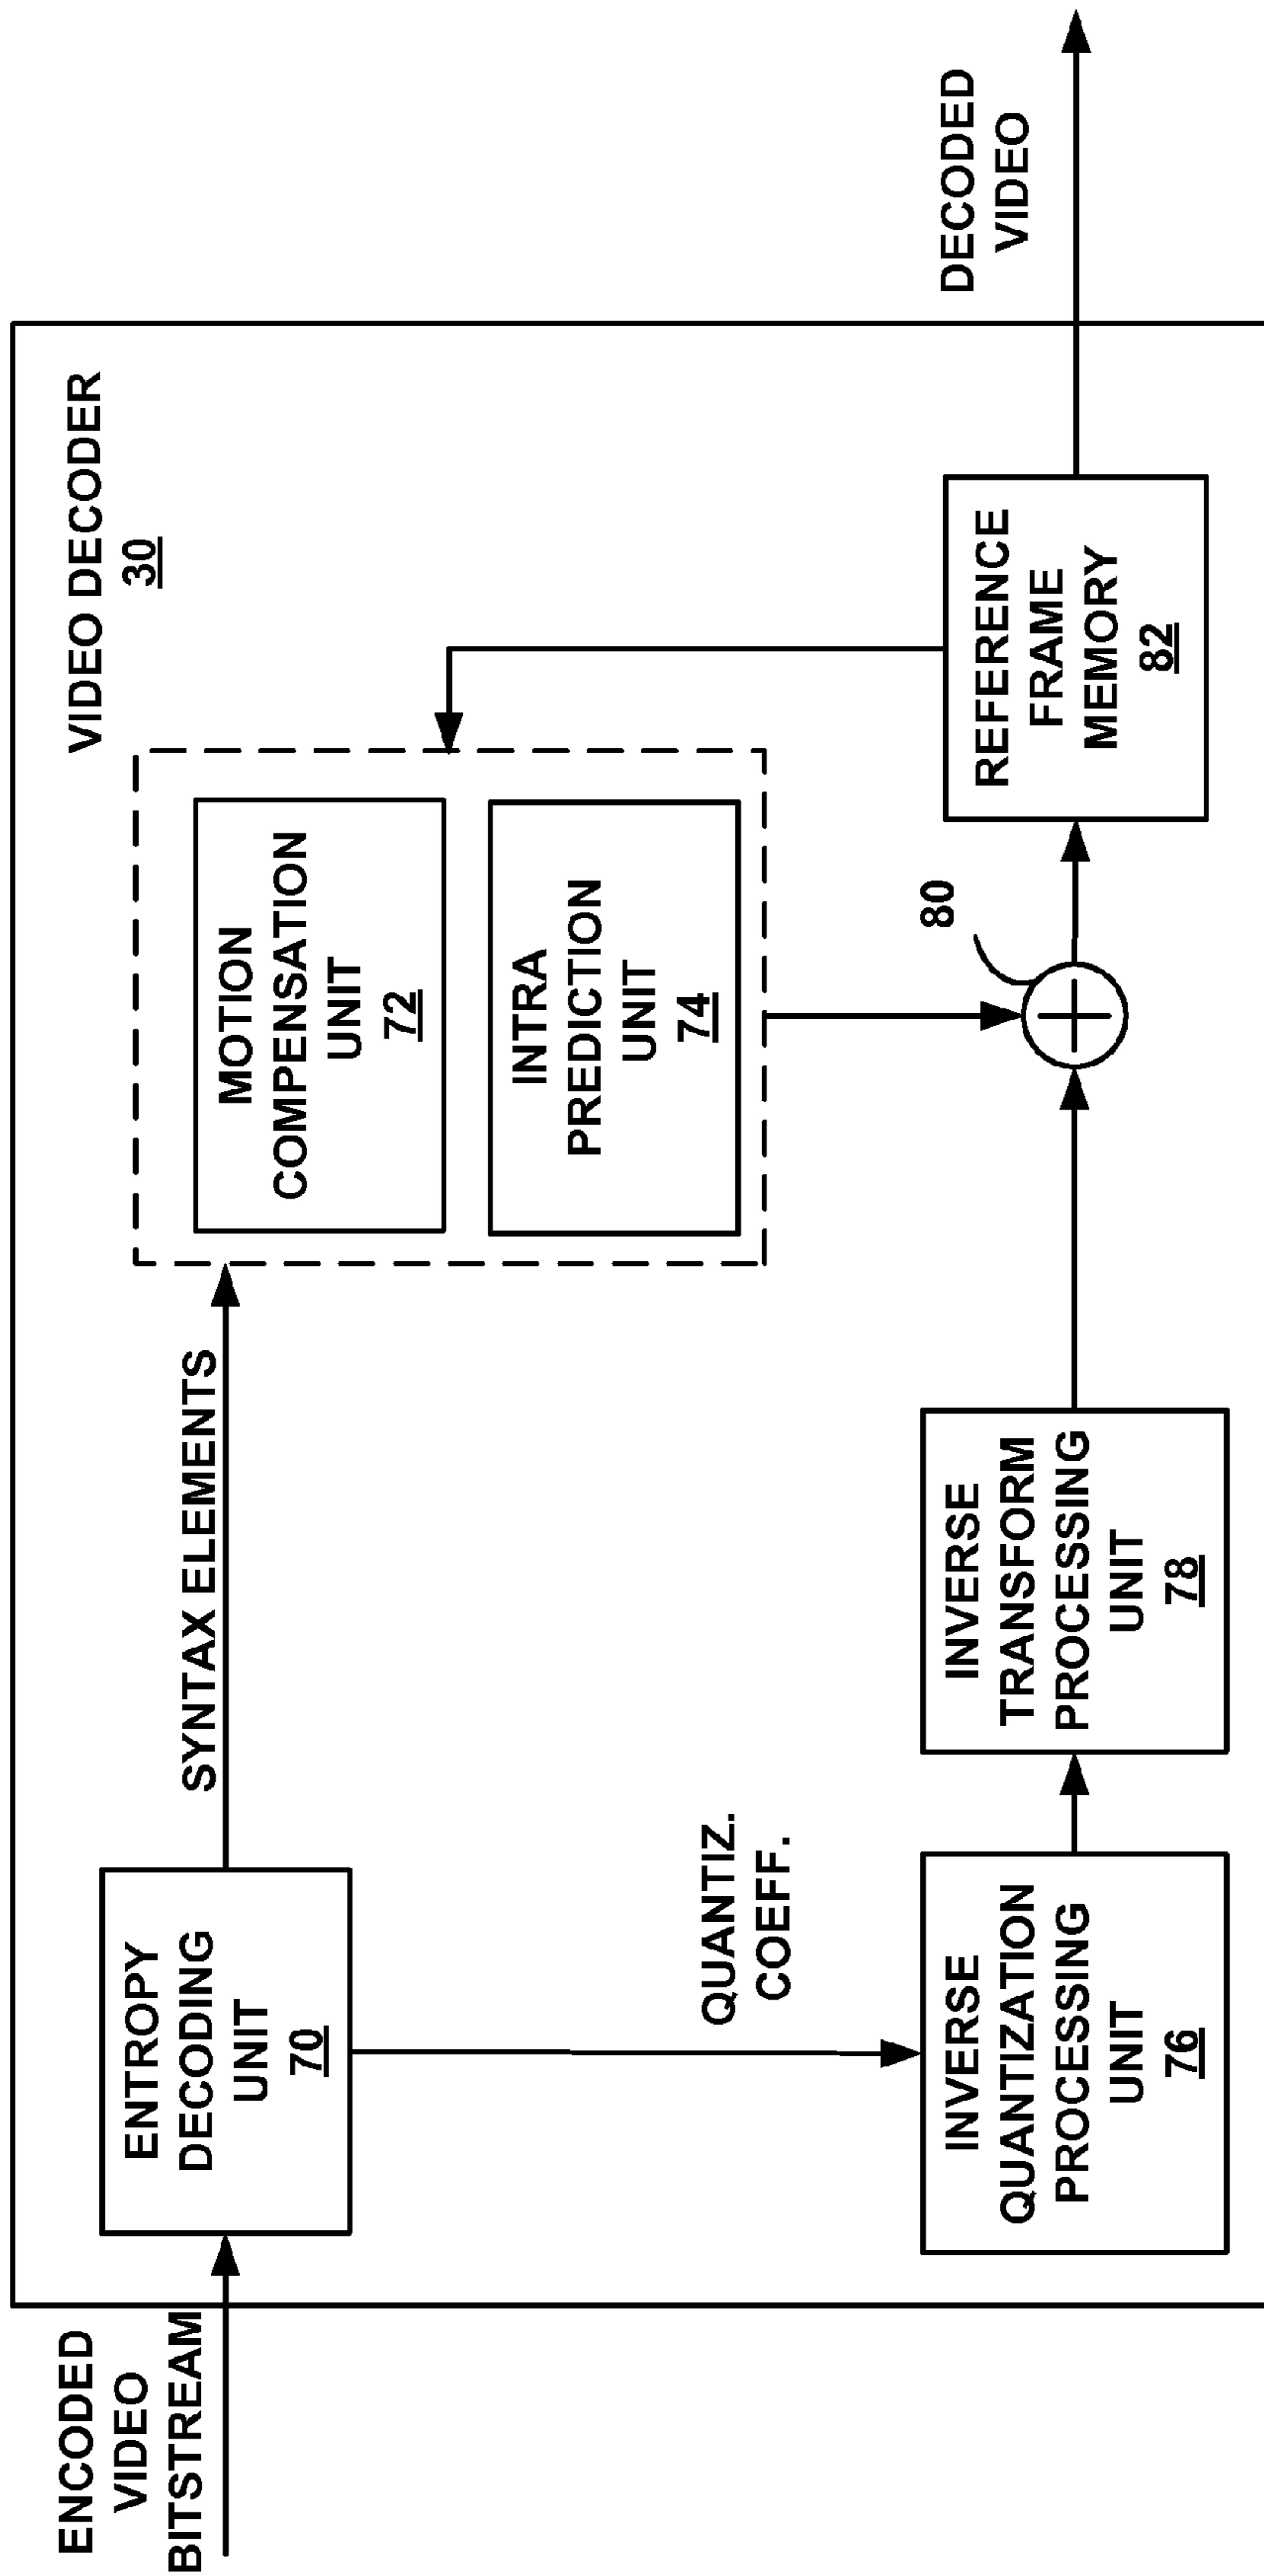 ENCODED
VIDEO
BITSTREAM
VIDEO DECODER
30
ENTROPY
DECODING
UNIT
70
SYNTAX ELEMENTS
MOTION
COMPENSATION
UNIT
72
INTRA
PREDICTION
UNIT
74
QUANTIZ.
COEFF.
INVERSE
QUANTIZATION
PROCESSING
UNIT
76
INVERSE
TRANSFORM
PROCESSING
UNIT
78
80
REFERENCE
FRAME
MEMORY
82
DECODED
VIDEO